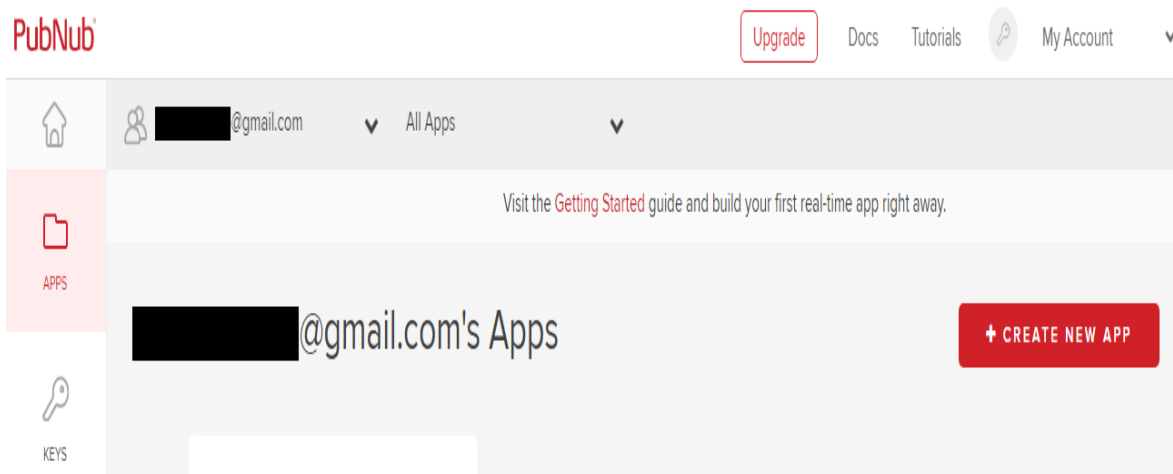 PubNub
Upgrade Docs Tutorials My Account
@gmail.com All Apps
Visit the Getting Started guide and build your first real-time app right away.
APPS
@gmail.com's Apps
+ CREATE NEW APP
KEYS